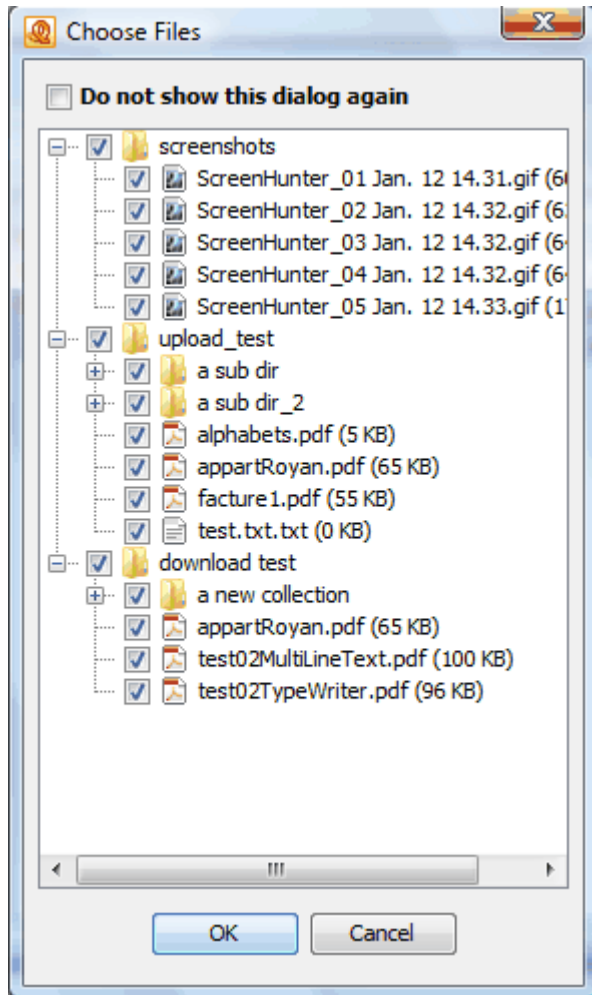 Choose Files
Do not show this dialog again
screenshots
ScreenHunter_01 Jan. 12 14.31.gif
ScreenHunter_02 Jan. 12 14.32.gif
ScreenHunter_03 Jan. 12 14.32.gif
ScreenHunter_04 Jan. 12 14.32.gif
ScreenHunter_05 Jan. 12 14.33.gif
upload_test
a sub dir
a sub dir_2
alphabets.pdf (5 KB)
appartRoyan.pdf (65 KB)
facture1.pdf (55 KB)
test.txt.txt (0 KB)
download test
a new collection
appartRoyan.pdf (65 KB)
test02MultiLineText.pdf (100 KB)
test02TypeWriter.pdf (96 KB)
OK Cancel